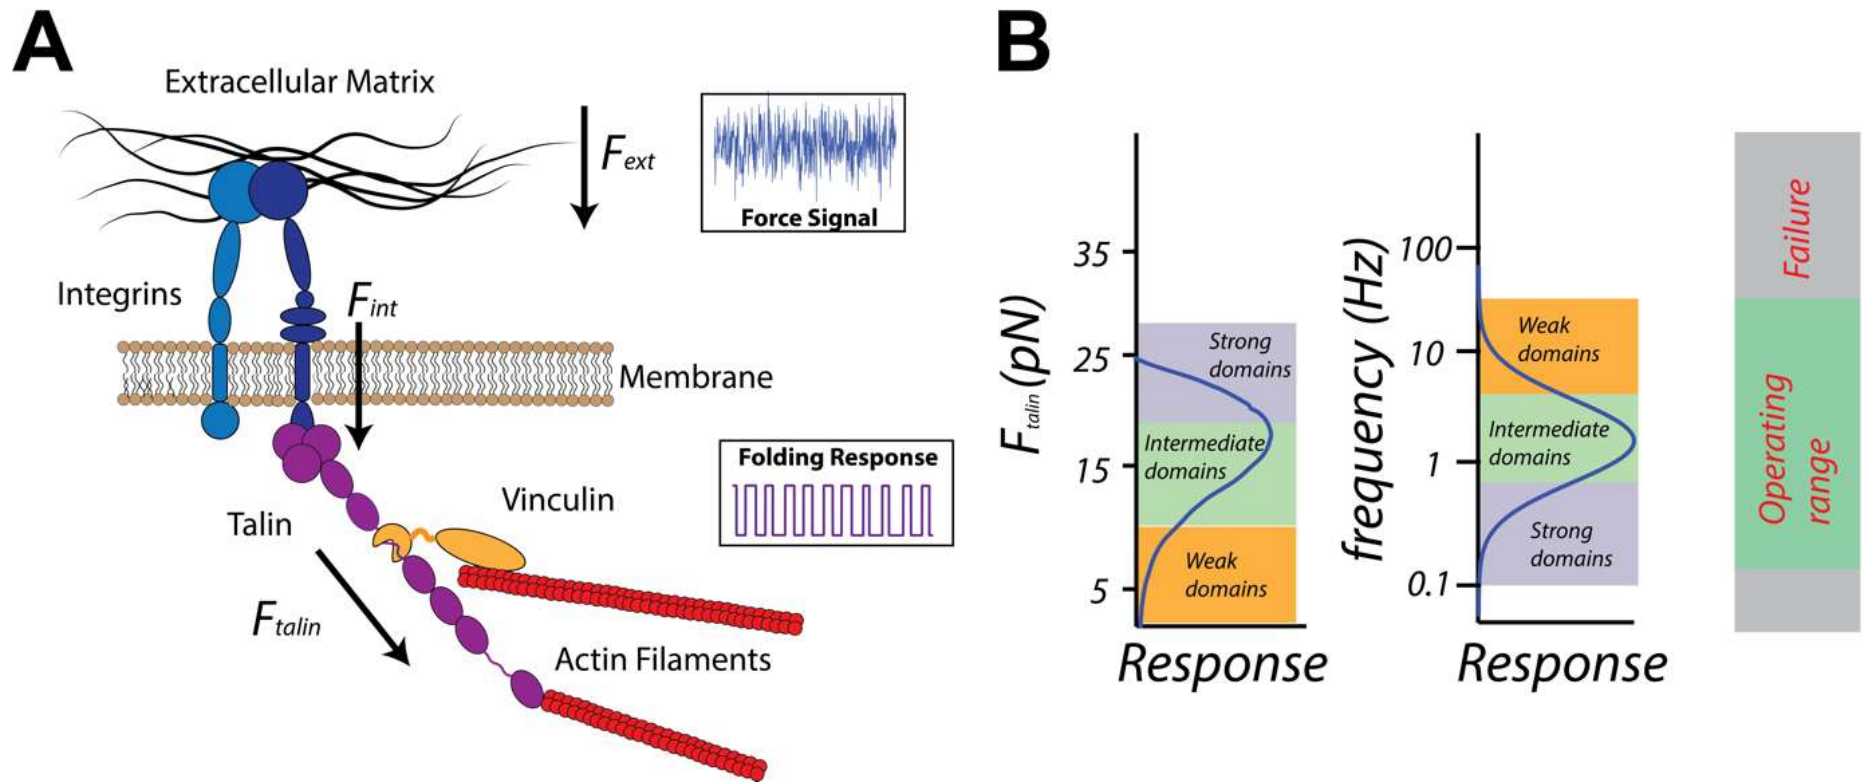 A
Extracellular Matrix
Fext
Force Signal
Integrins
Fint
Membrane
Folding Response
Vinculin
Talin
Ftalin
Actin Filaments
B
Ftalin (pN)
35
25
15
5
Strong
domains
Intermediate
domains
Weak
domains
Response
frequency (Hz)
100
10
1
0.1
Weak
domains
Intermediate
domains
Strong
domains
Response
Failure
Operating
range